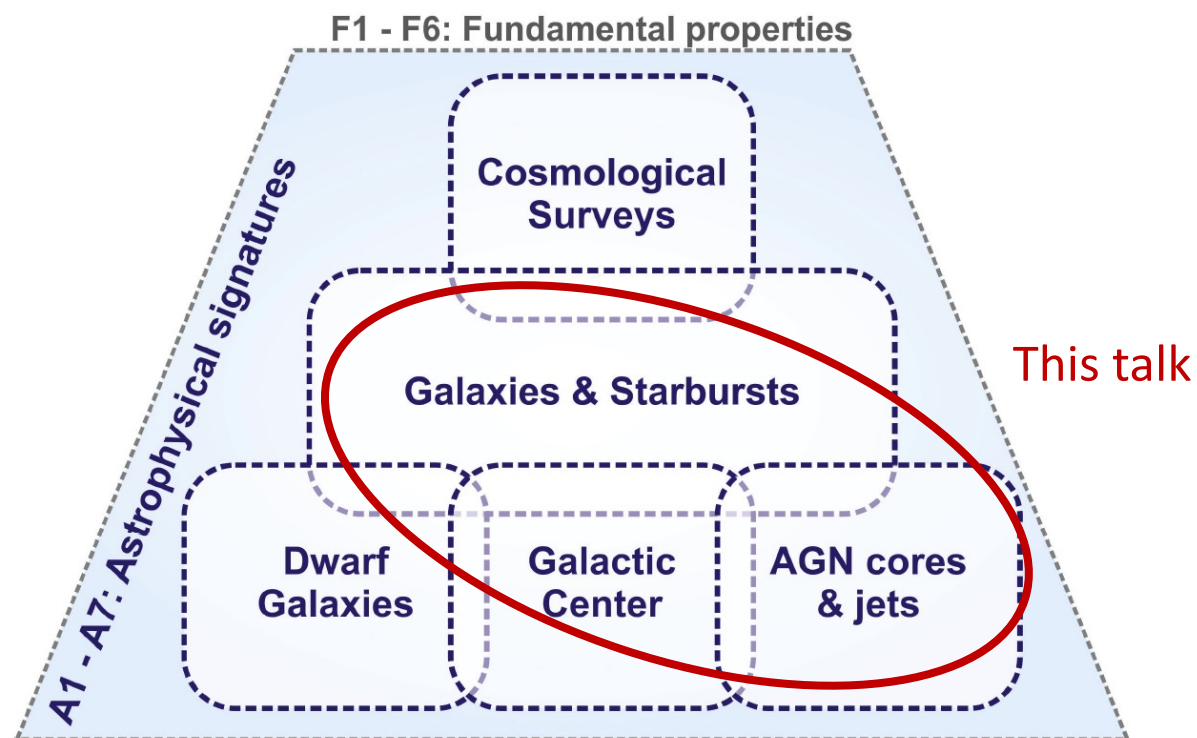 F1 - F6: Fundamental properties
A1 - A7: Astrophysical signatures
Cosmological
Surveys
Galaxies & Starbursts
This talk
Dwarf
Galaxies
Galactic
Center
AGN cores
& jets